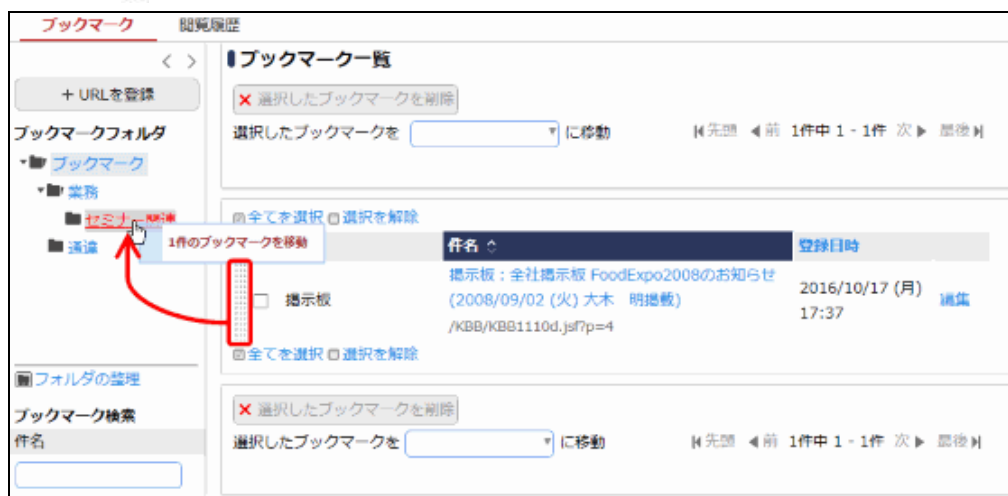 ブックマーク 閲覧履歴
+ URLを登録
ブックマークフォルダ
ブックマーク
業務
セミナー関連
通達
フォルダの整理
ブックマーク検索
件名
ブックマーク一覧
選択したブックマークを削除
選択したブックマークを に移動 先頭 前 1件中 1 - 1件 次 最後
全てを選択 選択を解除
1件のブックマークを移動
件名 登録日時
掲示板 掲示板：全社掲示板 FoodExpo2008のお知らせ
(2008/09/02 (火) 大木 明掲載)
/KBB/KBB1110d.jsf?p=4
2016/10/17 (月)
17:37
編集
全てを選択 選択を解除
選択したブックマークを削除
選択したブックマークを に移動 先頭 前 1件中 1 - 1件 次 最後